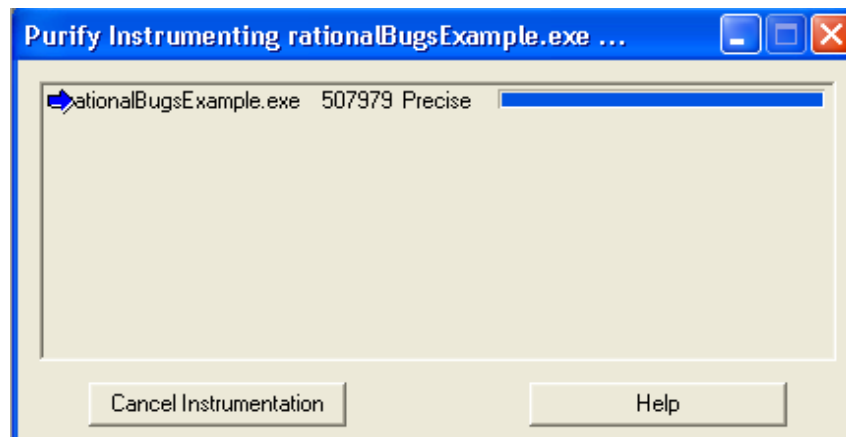 Purify Instrumenting rationalBugsExample.exe ...
ationalBugsExample.exe 507979 Precise
Cancel Instrumentation
Help